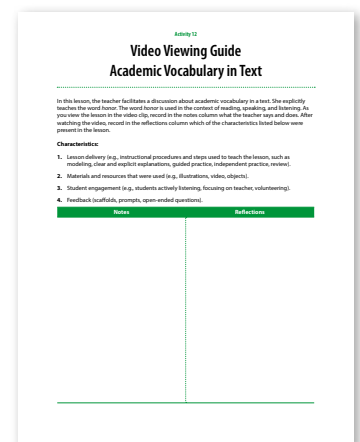 Activity 12
Video Viewing Guide
Academic Vocabulary in Text
In this lesson, the teacher facilitates a discussion about academic vocabulary in a text. She explicitly
teaches the word honor. The word honor is used in the context of reading, speaking, and listening. As
you view the lesson in the video clip, record in the notes column what the teacher says and does. After
watching the video, record in the reflections column which of the characteristics listed below were
present in the lesson.
Characteristics:
1. Lesson delivery (e.g., instructional procedures and steps used to teach the lesson, such as
modeling, clear and explicit explanations, guided practice, independent practice, review).
2. Materials and resources that were used (e.g., illustrations, video, objects).
3. Student engagement (e.g., students actively listening, focusing on teacher, volunteering).
4. Feedback (scaffolds, prompts, open-ended questions).
Notes Reflections